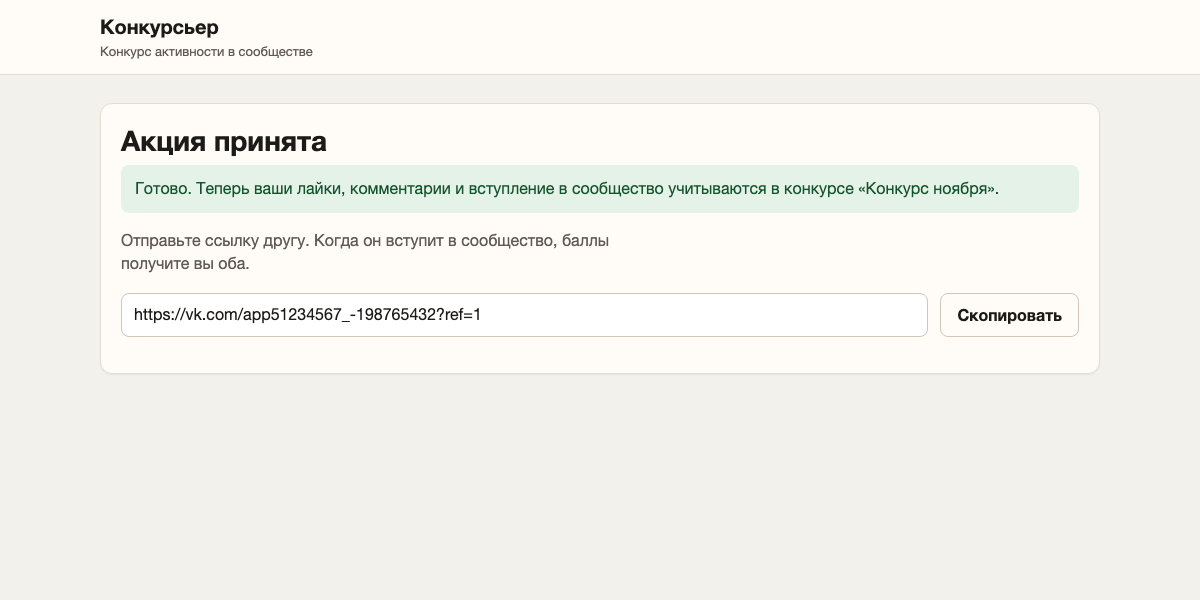 Конкурсьер
Конкурс активности в сообществе
Акция принята
Готово. Теперь ваши лайки, комментарии и вступление в сообщество учитываются в конкурсе «Конкурс ноября».
Отправьте ссылку другу. Когда он вступит в сообщество, баллы
получите вы оба.
https://vk.com/app51234567_-198765432?ref=1
Скопировать